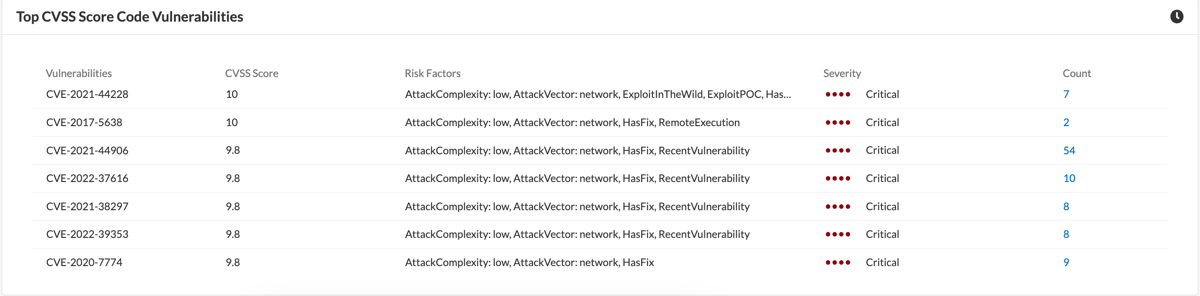 Top CVSS Score Code Vulnerabilities
Vulnerabilities CVSS Score Risk Factors Severity Count
CVE-2021-44228 10 AttackComplexity: low, AttackVector: network, ExploitInTheWild, ExploitPOC, Has... Critical 7
CVE-2017-5638 10 AttackComplexity: low, AttackVector: network, HasFix, RemoteExecution Critical 2
CVE-2021-44906 9.8 AttackComplexity: low, AttackVector: network, HasFix, RecentVulnerability Critical 54
CVE-2022-37616 9.8 AttackComplexity: low, AttackVector: network, HasFix, RecentVulnerability Critical 10
CVE-2021-38297 9.8 AttackComplexity: low, AttackVector: network, HasFix, RecentVulnerability Critical 8
CVE-2022-39353 9.8 AttackComplexity: low, AttackVector: network, HasFix, RecentVulnerability Critical 8
CVE-2020-7774 9.8 AttackComplexity: low, AttackVector: network, HasFix Critical 9